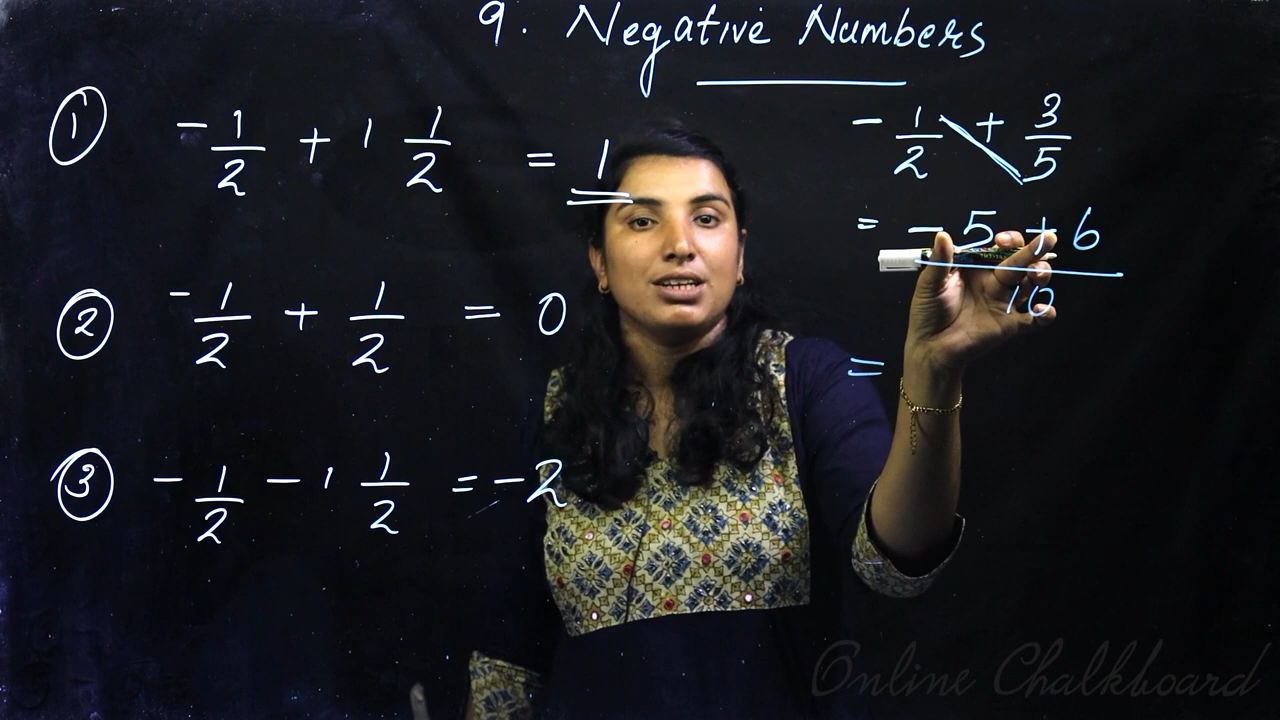 9. Negative Numbers
① -1/2 + 1 1/2 = 1
② -1/2 + 1/2 = 0
③ -1/2 - 1 1/2 = -2
-1/2 + 3/5
= -5 + 6
10
=
Online Chalkboard